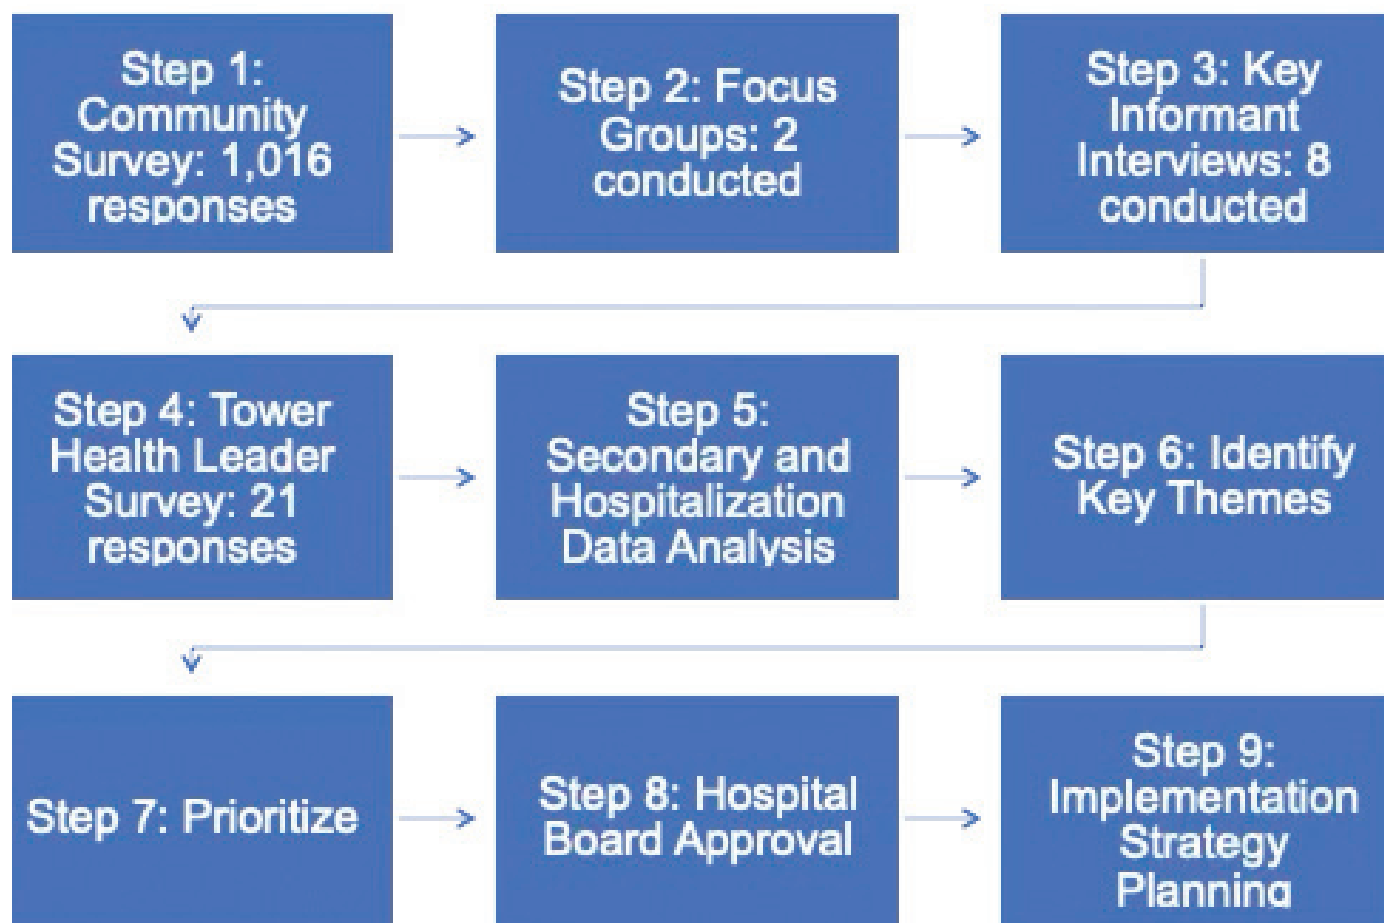 Step 1:
Community
Survey: 1,016
responses
Step 2: Focus
Groups: 2
conducted
Step 3: Key
Informant
Interviews: 8
conducted
Step 4: Tower
Health Leader
Survey: 21
responses
Step 5:
Secondary and
Hospitalization
Data Analysis
Step 6: Identify
Key Themes
Step 7: Prioritize
Step 8: Hospital
Board Approval
Step 9:
Implementation
Strategy
Planning